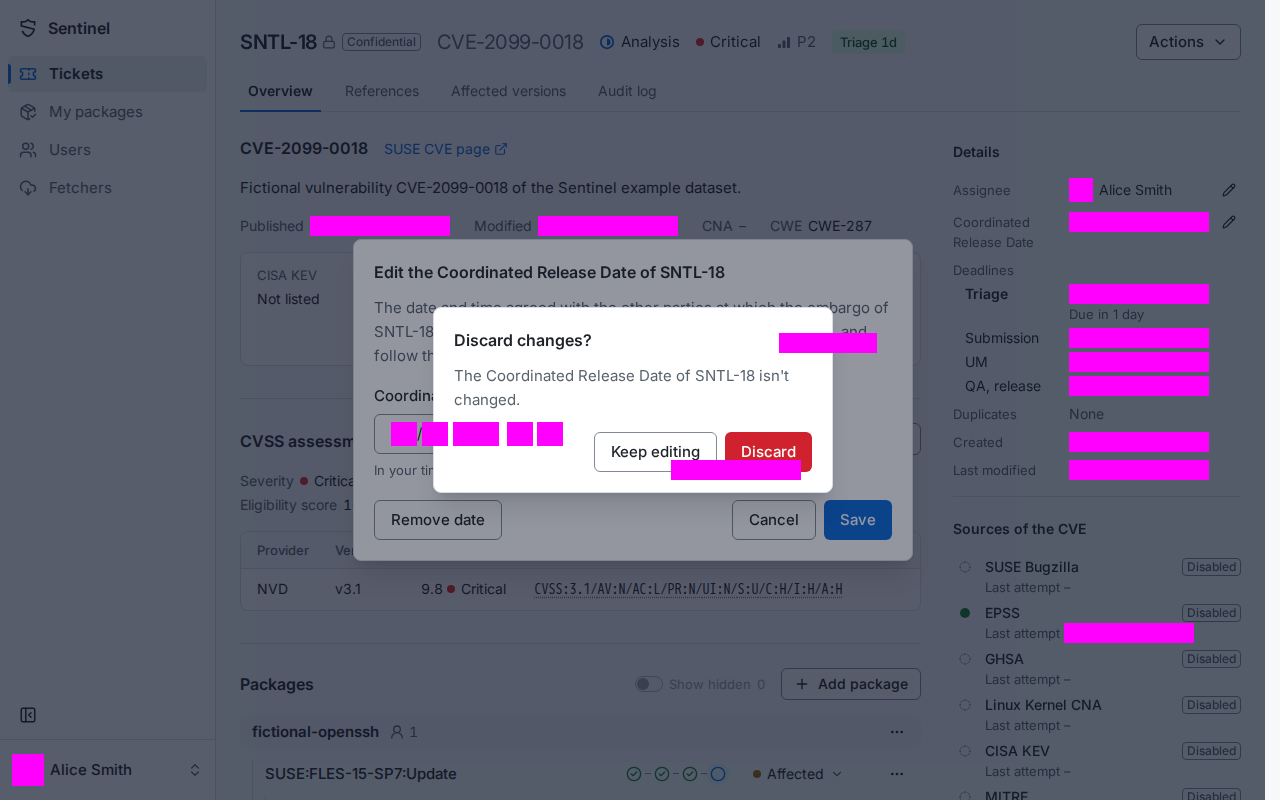 Sentinel
Tickets
My packages
Users
Fetchers
Alice Smith
SNTL-18 Confidential CVE-2099-0018 Analysis Critical P2 Triage 1d
Actions
Overview References Affected versions Audit log
CVE-2099-0018 SUSE CVE page
Fictional vulnerability CVE-2099-0018 of the Sentinel example dataset.
Published Modified CNA – CWE CWE-287
CISA KEV
Not listed
Edit the Coordinated Release Date of SNTL-18
The date and time agreed with the other parties at which the embargo of
SNTL-18 and
follow
Discard changes?
The Coordinated Release Date of SNTL-18 isn't
changed.
Keep editing Discard
In your
Remove date Cancel Save
CVSS
Severity
Eligibility score 1
Provider
NVD v3.1 9.8 Critical CVSS:3.1/AV:N/AC:L/PR:N/UI:N/S:U/C:H/I:H/A:H
Packages Show hidden 0 Add package
fictional-openssh 1
SUSE:FLES-15-SP7:Update Affected
Details
Assignee Alice Smith
Coordinated
Release Date
Deadlines
Triage
Due in 1 day
Submission
UM
QA, release
Duplicates None
Created
Last modified
Sources of the CVE
SUSE Bugzilla Disabled
Last attempt –
EPSS Disabled
Last attempt
GHSA Disabled
Last attempt –
Linux Kernel CNA Disabled
Last attempt –
CISA KEV Disabled
Last attempt –
MITRE Disabled